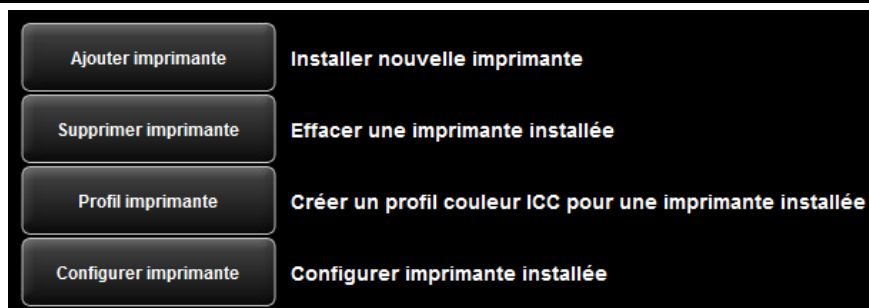 Ajouter imprimante Installer nouvelle imprimante
Supprimer imprimante Effacer une imprimante installée
Profil imprimante Créer un profil couleur ICC pour une imprimante installée
Configurer imprimante Configurer imprimante installée